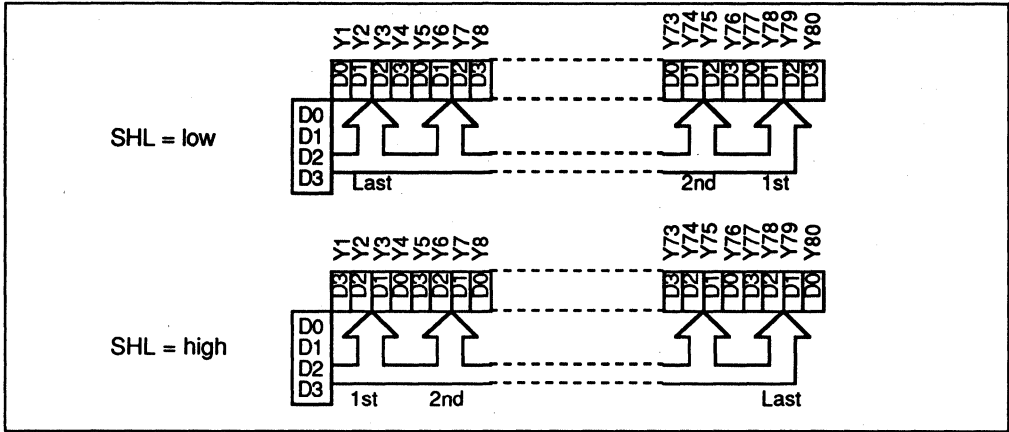 Y1 Y2 Y3 Y4 Y5 Y6 Y7 Y8 Y73 Y74 Y75 Y76 Y77 Y78 Y79 Y80
D0 D1 D2 D3 D0 D1 D2 D3 D0 D1 D2 D3 D0 D1 D2 D3
SHL = low
D0
D1
D2
D3
Last 2nd 1st
Y1 Y2 Y3 Y4 Y5 Y6 Y7 Y8 Y73 Y74 Y75 Y76 Y77 Y78 Y79 Y80
D3 D2 D1 D0 D3 D2 D1 D0 D3 D2 D1 D0 D3 D2 D1 D0
SHL = high
D0
D1
D2
D3
1st 2nd Last